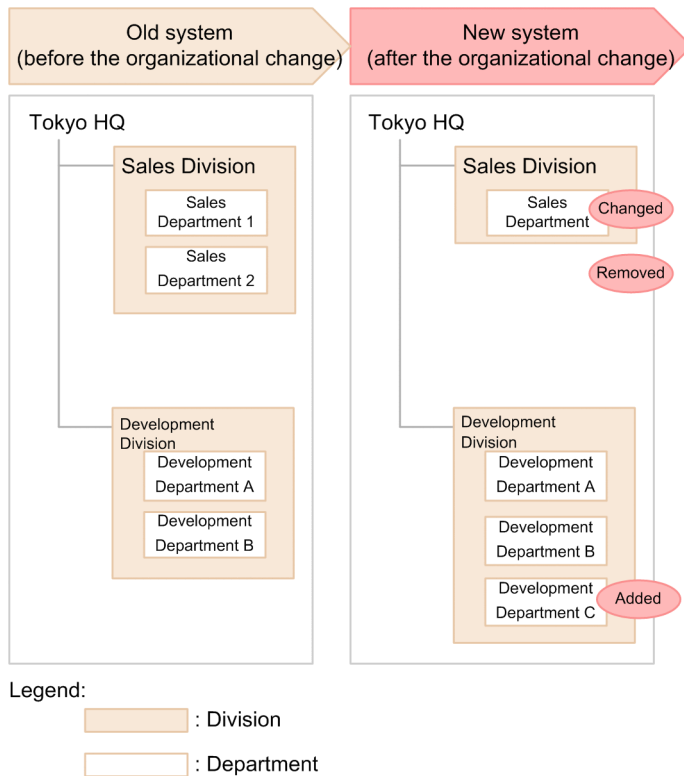 Old system
(before the organizational change)
New system
(after the organizational change)
Tokyo HQ
Sales Division
Sales
Department 1
Sales
Department 2
Development
Division
Development
Department A
Development
Department B
Tokyo HQ
Sales Division
Sales
Department
Changed
Removed
Development
Division
Development
Department A
Development
Department B
Development
Department C
Added
Legend:
: Division
: Department